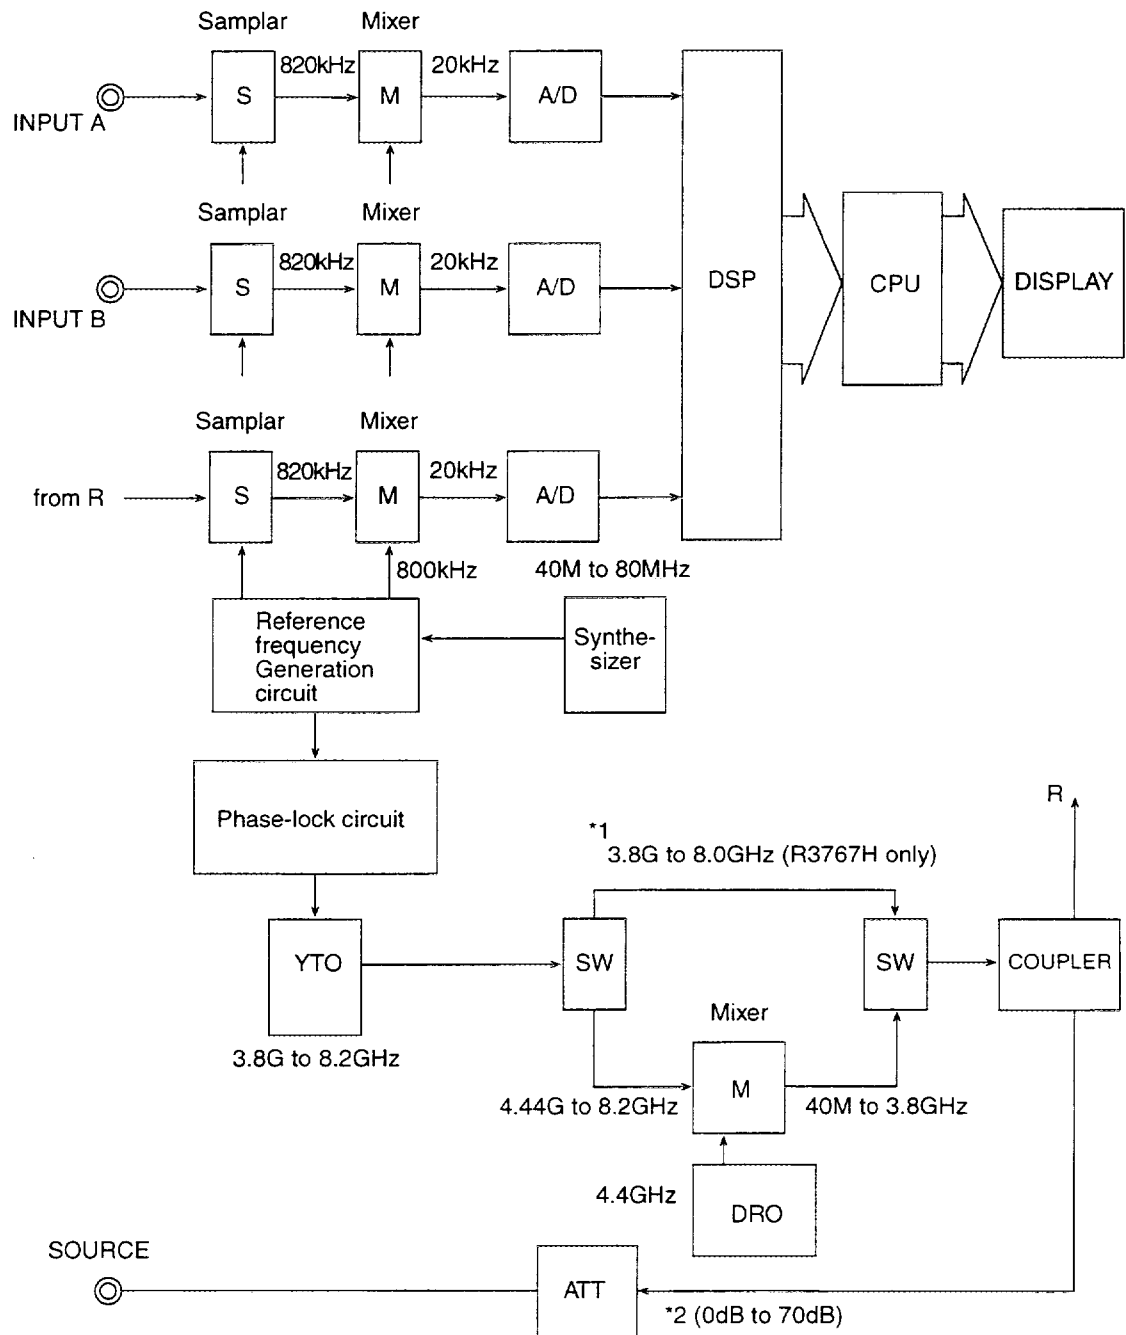 Samplar Mixer
820kHz 20kHz
S M A/D
INPUT A
Samplar Mixer
820kHz 20kHz
S M A/D
INPUT B
DSP CPU DISPLAY
Samplar Mixer
820kHz 20kHz
from R S M A/D
800kHz 40M to 80MHz
Reference
frequency
Generation
circuit
Synthe-
sizer
Phase-lock circuit
R
*1
3.8G to 8.0GHz (R3767H only)
YTO SW SW COUPLER
Mixer
3.8G to 8.2GHz
M
4.44G to 8.2GHz 40M to 3.8GHz
4.4GHz
DRO
SOURCE
ATT
*2 (0dB to 70dB)